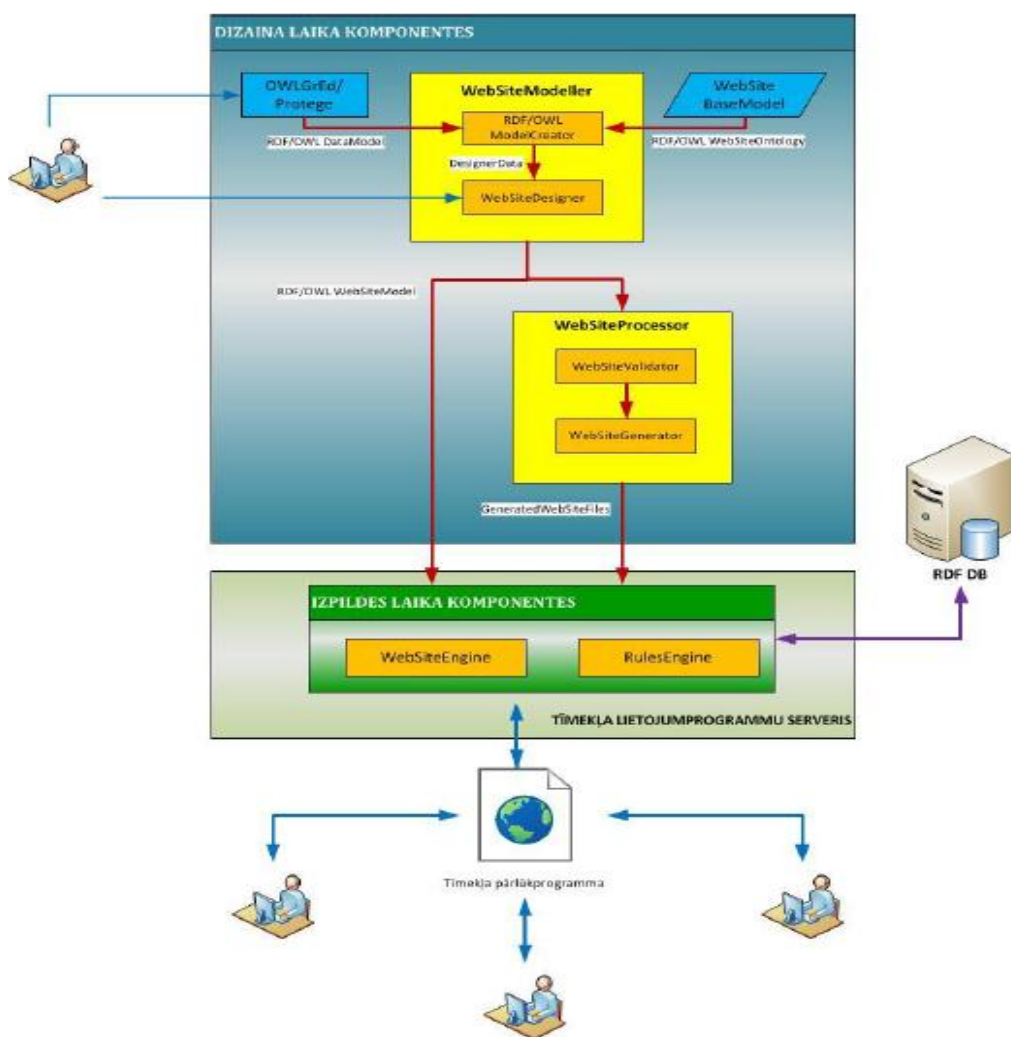 DIZAINA LAIKA KOMPONENTES
OWLGrEd/
Protege
WebSiteModeller
WebSite
BaseModel
RDF/OWL
ModelCreator
RDF/OWL DataModel
RDF/OWL WebSiteOntology
DesignerData
WebSiteDesigner
RDF/OWL WebSiteModel
WebSiteProcessor
WebSiteValidator
WebSiteGenerator
GeneratedWebSiteFiles
RDF DB
IZPILDES LAIKA KOMPONENTES
WebSiteEngine
RulesEngine
TĪMEKĻA LIETOJUMPROGRAMMU SERVERIS
Tīmekļa pārlūkprogramma